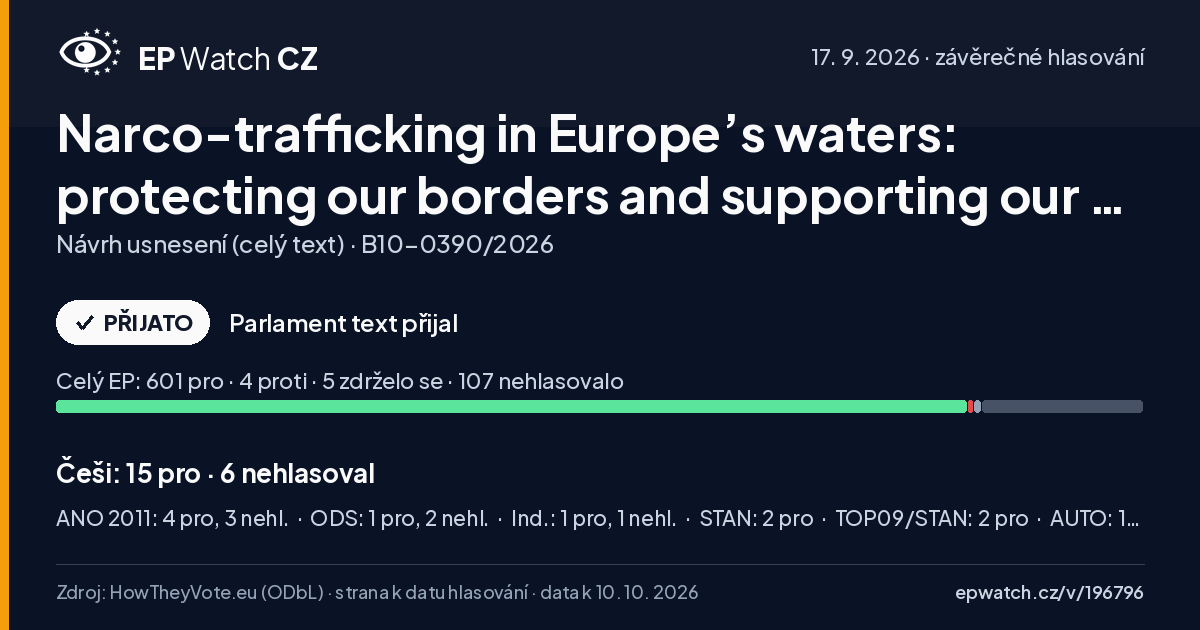 EP Watch CZ
17. 9. 2026 · závěrečné hlasování
Narco-trafficking in Europe’s waters:
protecting our borders and supporting our …
Návrh usnesení (celý text) · B10-0390/2026
✓ PŘIJATO
Parlament text přijal
Celý EP: 601 pro · 4 proti · 5 zdrželo se · 107 nehlasovalo
Češi: 15 pro · 6 nehlasoval
ANO 2011: 4 pro, 3 nehl. · ODS: 1 pro, 2 nehl. · Ind.: 1 pro, 1 nehl. · STAN: 2 pro · TOP09/STAN: 2 pro · AUTO: 1…
Zdroj: HowTheyVote.eu (ODbL) · strana k datu hlasování · data k 10. 10. 2026
epwatch.cz/v/196796